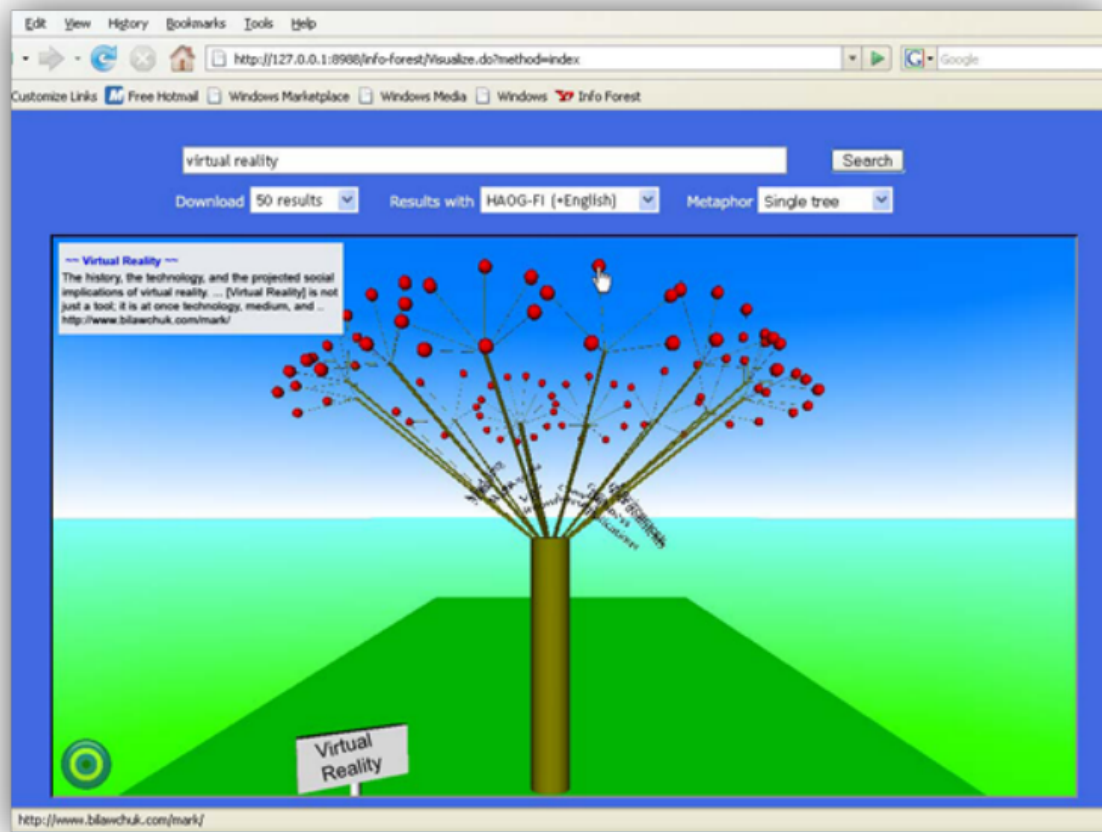 Edit View History Bookmarks Tools Help
http://127.0.0.1:8988/info-forest/Visualize.do?method=index
Google
Customize Links Free Hotmail Windows Marketplace Windows Media Windows Info Forest
virtual reality Search
Download 50 results Results with HAOG-FI (+English) Metaphor Single tree
~~ Virtual Reality ~~
The history, the technology, and the projected social
implications of virtual reality. ... [Virtual Reality] is not
just a tool; it is at once technology, medium, and ..
http://www.bilawchuk.com/mark/
Virtual
Reality
http://www.bilawchuk.com/mark/